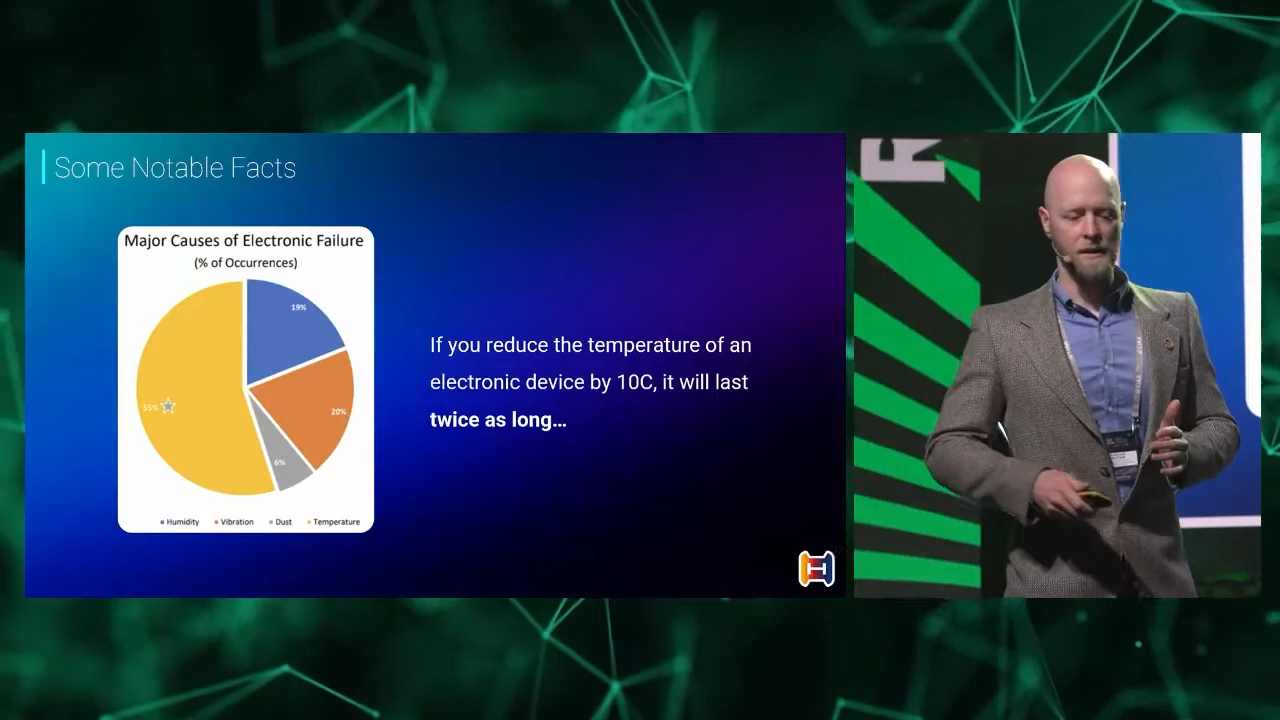 Some Notable Facts
Major Causes of Electronic Failure
(% of Occurrences)
19%
20%
6%
55%
Humidity Vibration Dust Temperature
If you reduce the temperature of an
electronic device by 10C, it will last
twice as long...